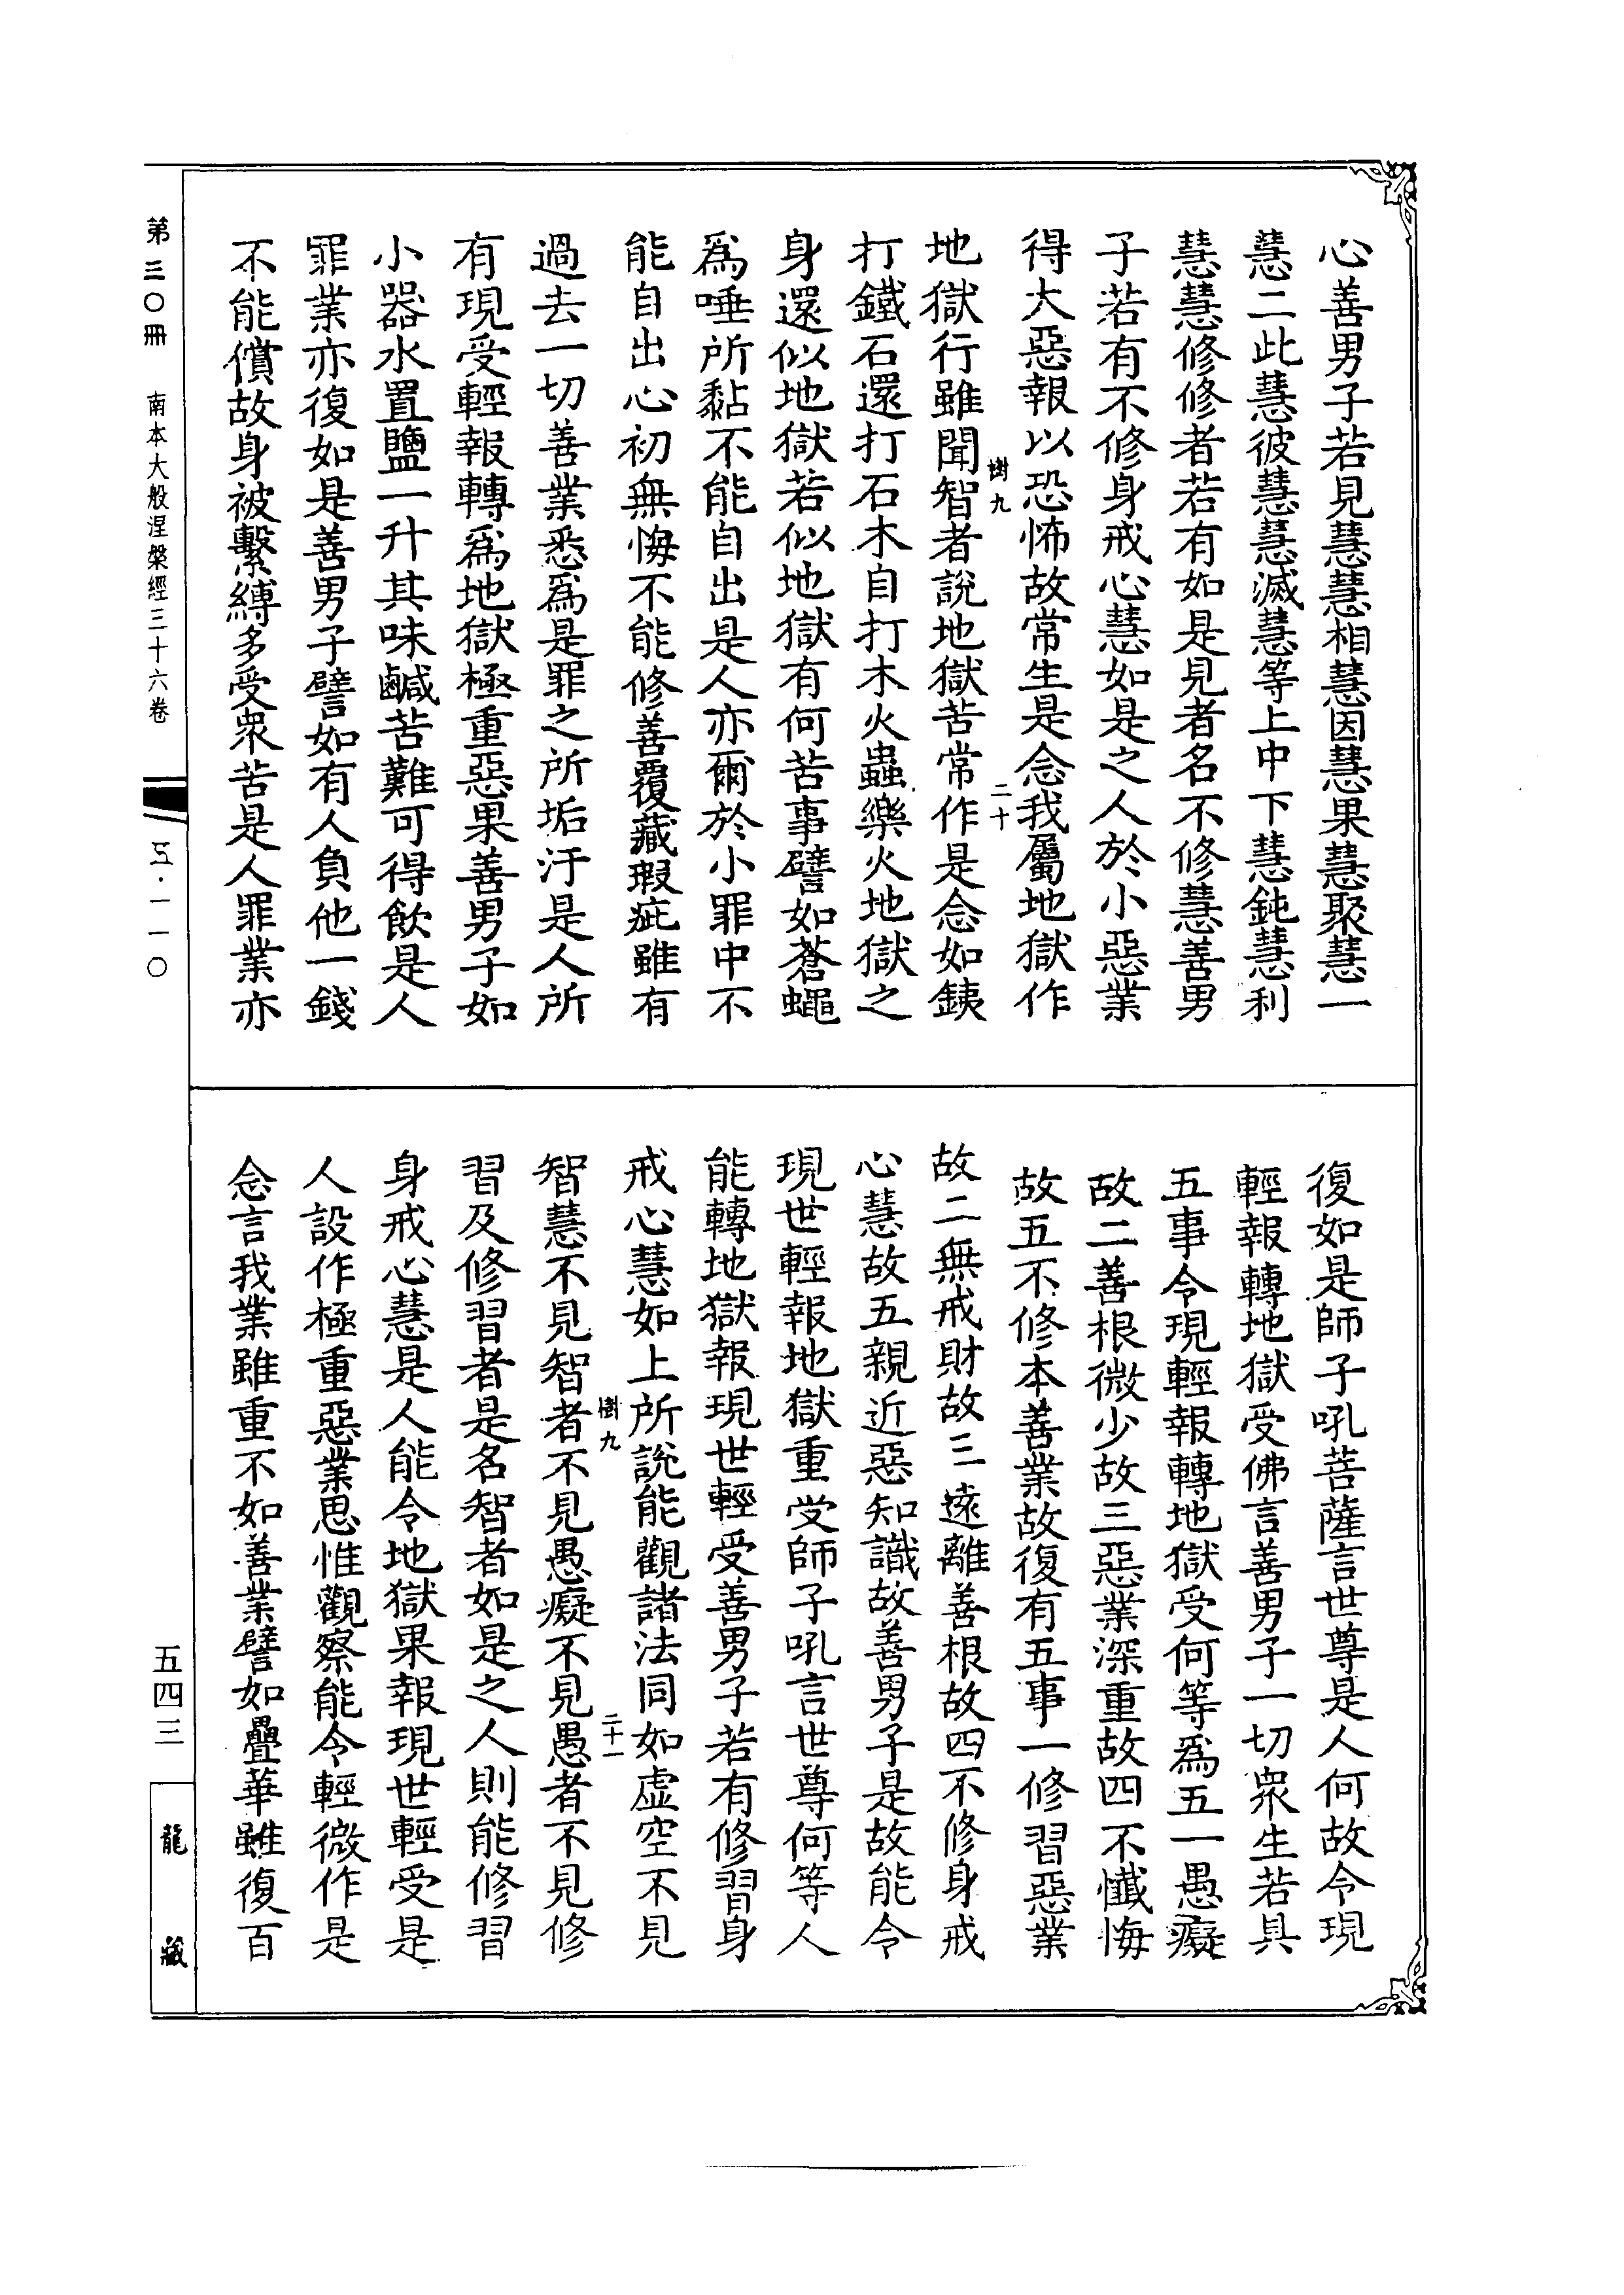 心善男子若見慧慧相慧因慧果慧聚慧一
慧二此慧彼慧慧滅慧等上中下慧鈍慧利
慧慧修修者若有如是見者名不修慧善男
子若有不修身戒心慧如是之人於小惡業
得大惡報以恐怖故常生是念我屬地獄作
樹九
二十
地獄行雖聞智者說地獄苦常作是念如鐵
打鐵石還打石木自打木火蟲樂火地獄之
身還似地獄若似地獄有何苦事譬如蒼蠅
爲唾所黏不能自出是人亦爾於小罪中不
能自出心初無悔不能修善覆藏瑕疵雖有
過去一切善業悉爲是罪之所垢汙是人所
有現受輕報轉爲地獄極重惡果善男子如
小器水置鹽一升其味鹹苦難可得飲是人
罪業亦復如是善男子譬如有人負他一錢
不能償故身被繫縛多受衆苦是人罪業亦
復如是師子吼菩薩言世尊是人何故令現
輕報轉地獄受佛言善男子一切衆生若具
五事令現輕報轉地獄受何等爲五一愚癡
故二善根微少故三惡業深重故四不懺悔
故五不修本善業故復有五事一修習惡業
故二無戒財故三遠離善根故四不修身戒
心慧故五親近惡知識故善男子是故能令
現世輕報地獄重受師子吼言世尊何等人
能轉地獄報現世輕受善男子若有修習身
戒心慧如上所說能觀諸法同如虛空不見
樹九
二十一
智慧不見智者不見愚癡不見愚者不見修
習及修習者是名智者如是之人則能修習
身戒心慧是人能令地獄果報現世輕受是
人設作極重惡業思惟觀察能令輕微作是
念言我業雖重不如善業譬如疊華雖復百
第三〇冊
南本大般涅槃經三十六卷
五·一一〇
五四三
龍藏